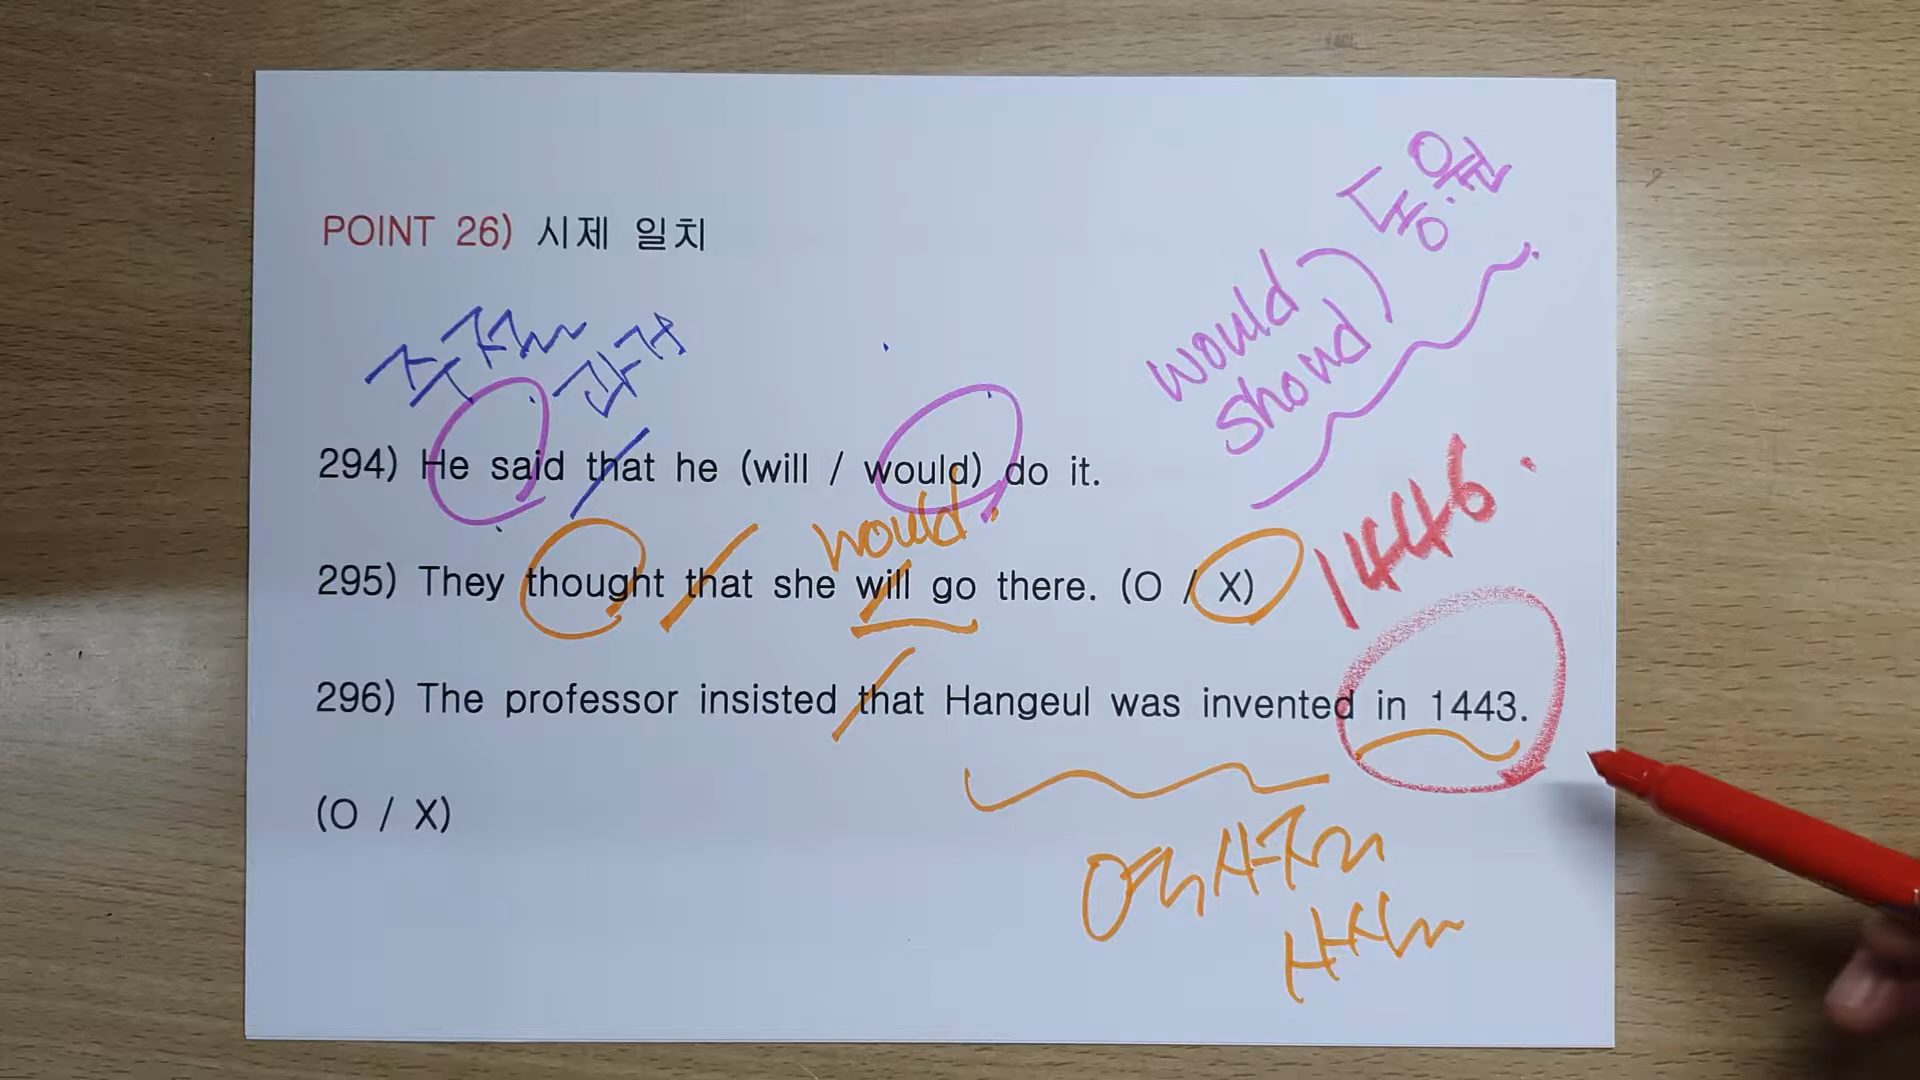 POINT 26) 시제 일치
동원
would
should
주절 과거
294) He said that he (will / would) do it.
would.
295) They thought that she will go there. (O / X)
1446.
296) The professor insisted that Hangeul was invented in 1443.
(O / X)
역사적
사실